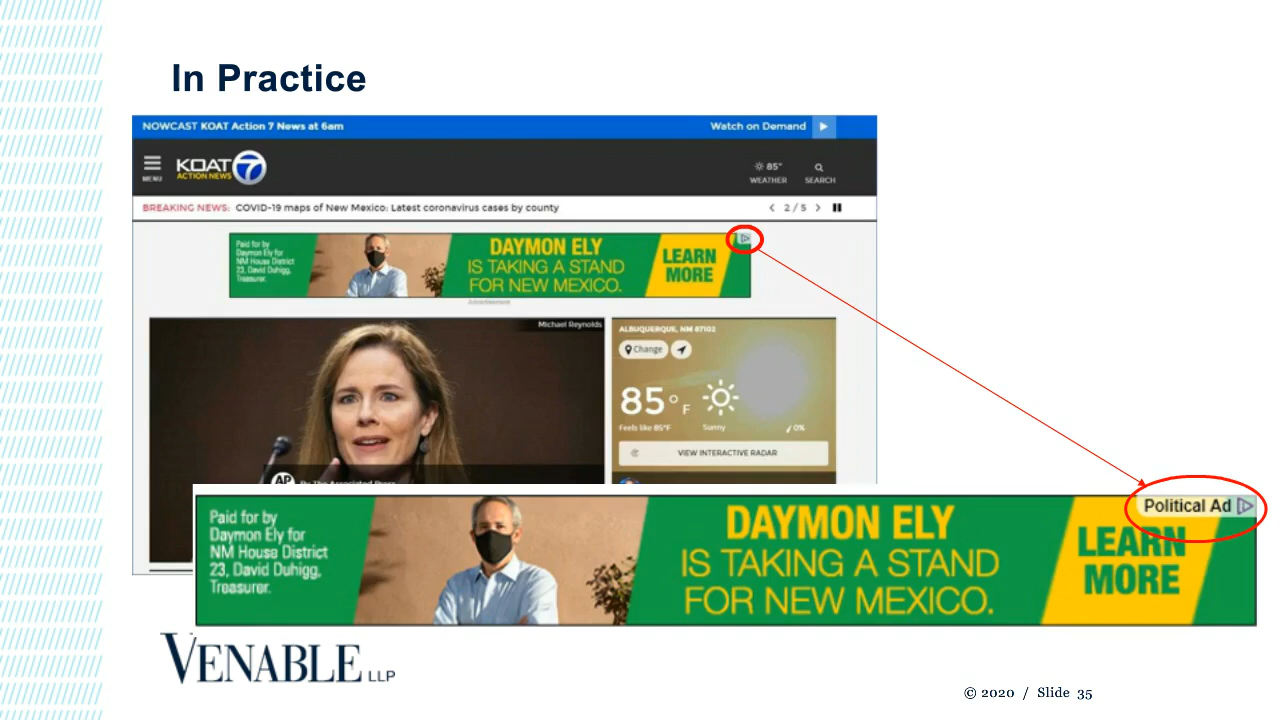 In Practice
NOWCAST KOAT Action 7 News at 6am
Watch on Demand
MENU
KOAT 7
ACTION NEWS
85°
WEATHER
SEARCH
BREAKING NEWS: COVID-19 maps of New Mexico: Latest coronavirus cases by county
2 / 5
Paid for by
Daymon Ely for
NM House District
23, David Duhigg,
Treasurer.
DAYMON ELY
IS TAKING A STAND
FOR NEW MEXICO.
LEARN
MORE
Advertisement
Michael Reynolds
ALBUQUERQUE, NM 87102
Change
85° F
Feels like 85°F
Sunny
0%
VIEW INTERACTIVE RADAR
AP
By The Associated Press
Political Ad
Paid for by
Daymon Ely for
NM House District
23, David Duhigg,
Treasurer.
DAYMON ELY
IS TAKING A STAND
FOR NEW MEXICO.
LEARN
MORE
VENABLE LLP
© 2020 / Slide 35